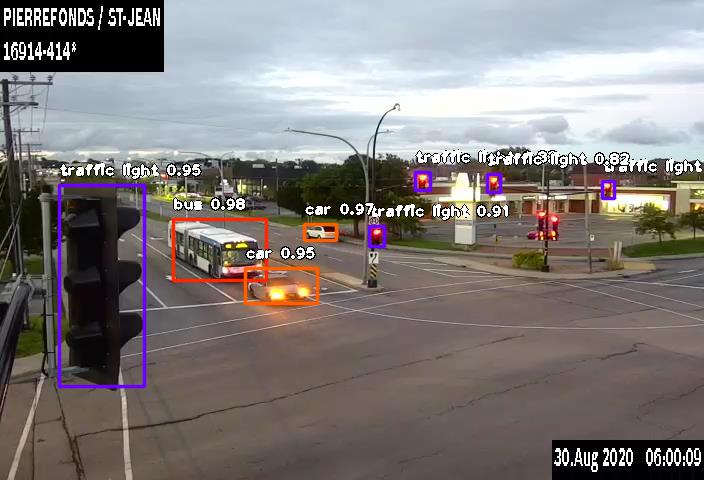 PIERREFONDS / ST-JEAN
16914-414*
traffic light 0.95
traffic light
traffic light 0.82
traffic light
bus 0.98
car 0.97
traffic light 0.91
car 0.95
30.Aug 2020 06:00:09